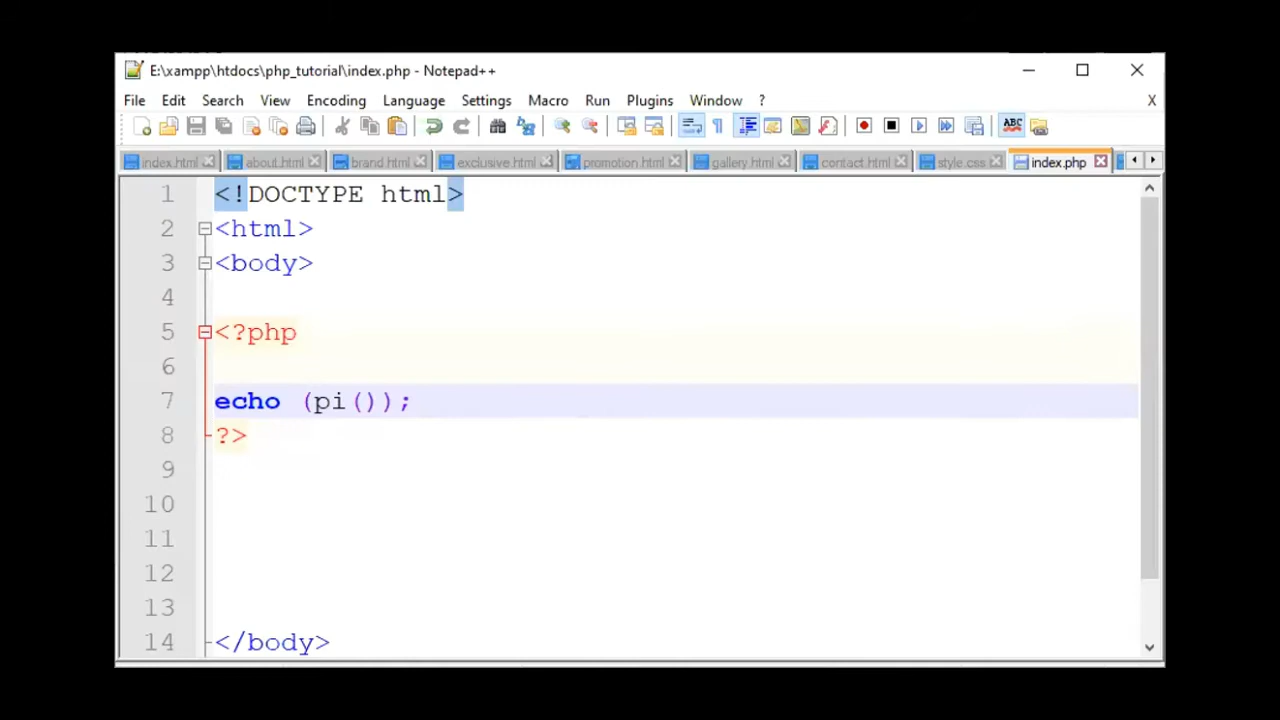 E:\xampp\htdocs\php_tutorial\index.php - Notepad++
File Edit Search View Encoding Language Settings Macro Run Plugins Window ? X
ABC
index.html about.html brand.html exclusive.html promotion.html gallery.html contact.html style.css index.php
1 <!DOCTYPE html>
2 <html>
3 <body>
4
5 <?php
6
7 echo (pi());
8 ?>
9
10
11
12
13
14 </body>